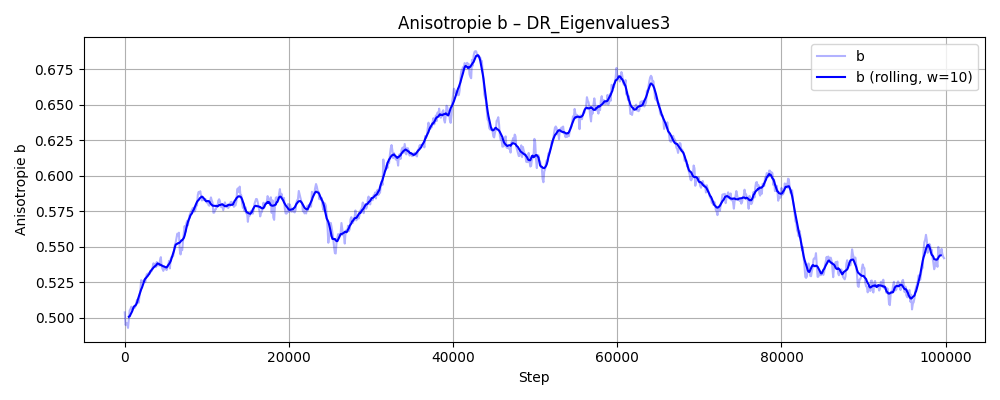 Anisotropie b – DR_Eigenvalues3
b
b (rolling, w=10)
Anisotropie b
0.675
0.650
0.625
0.600
0.575
0.550
0.525
0.500
0
20000
40000
60000
80000
100000
Step